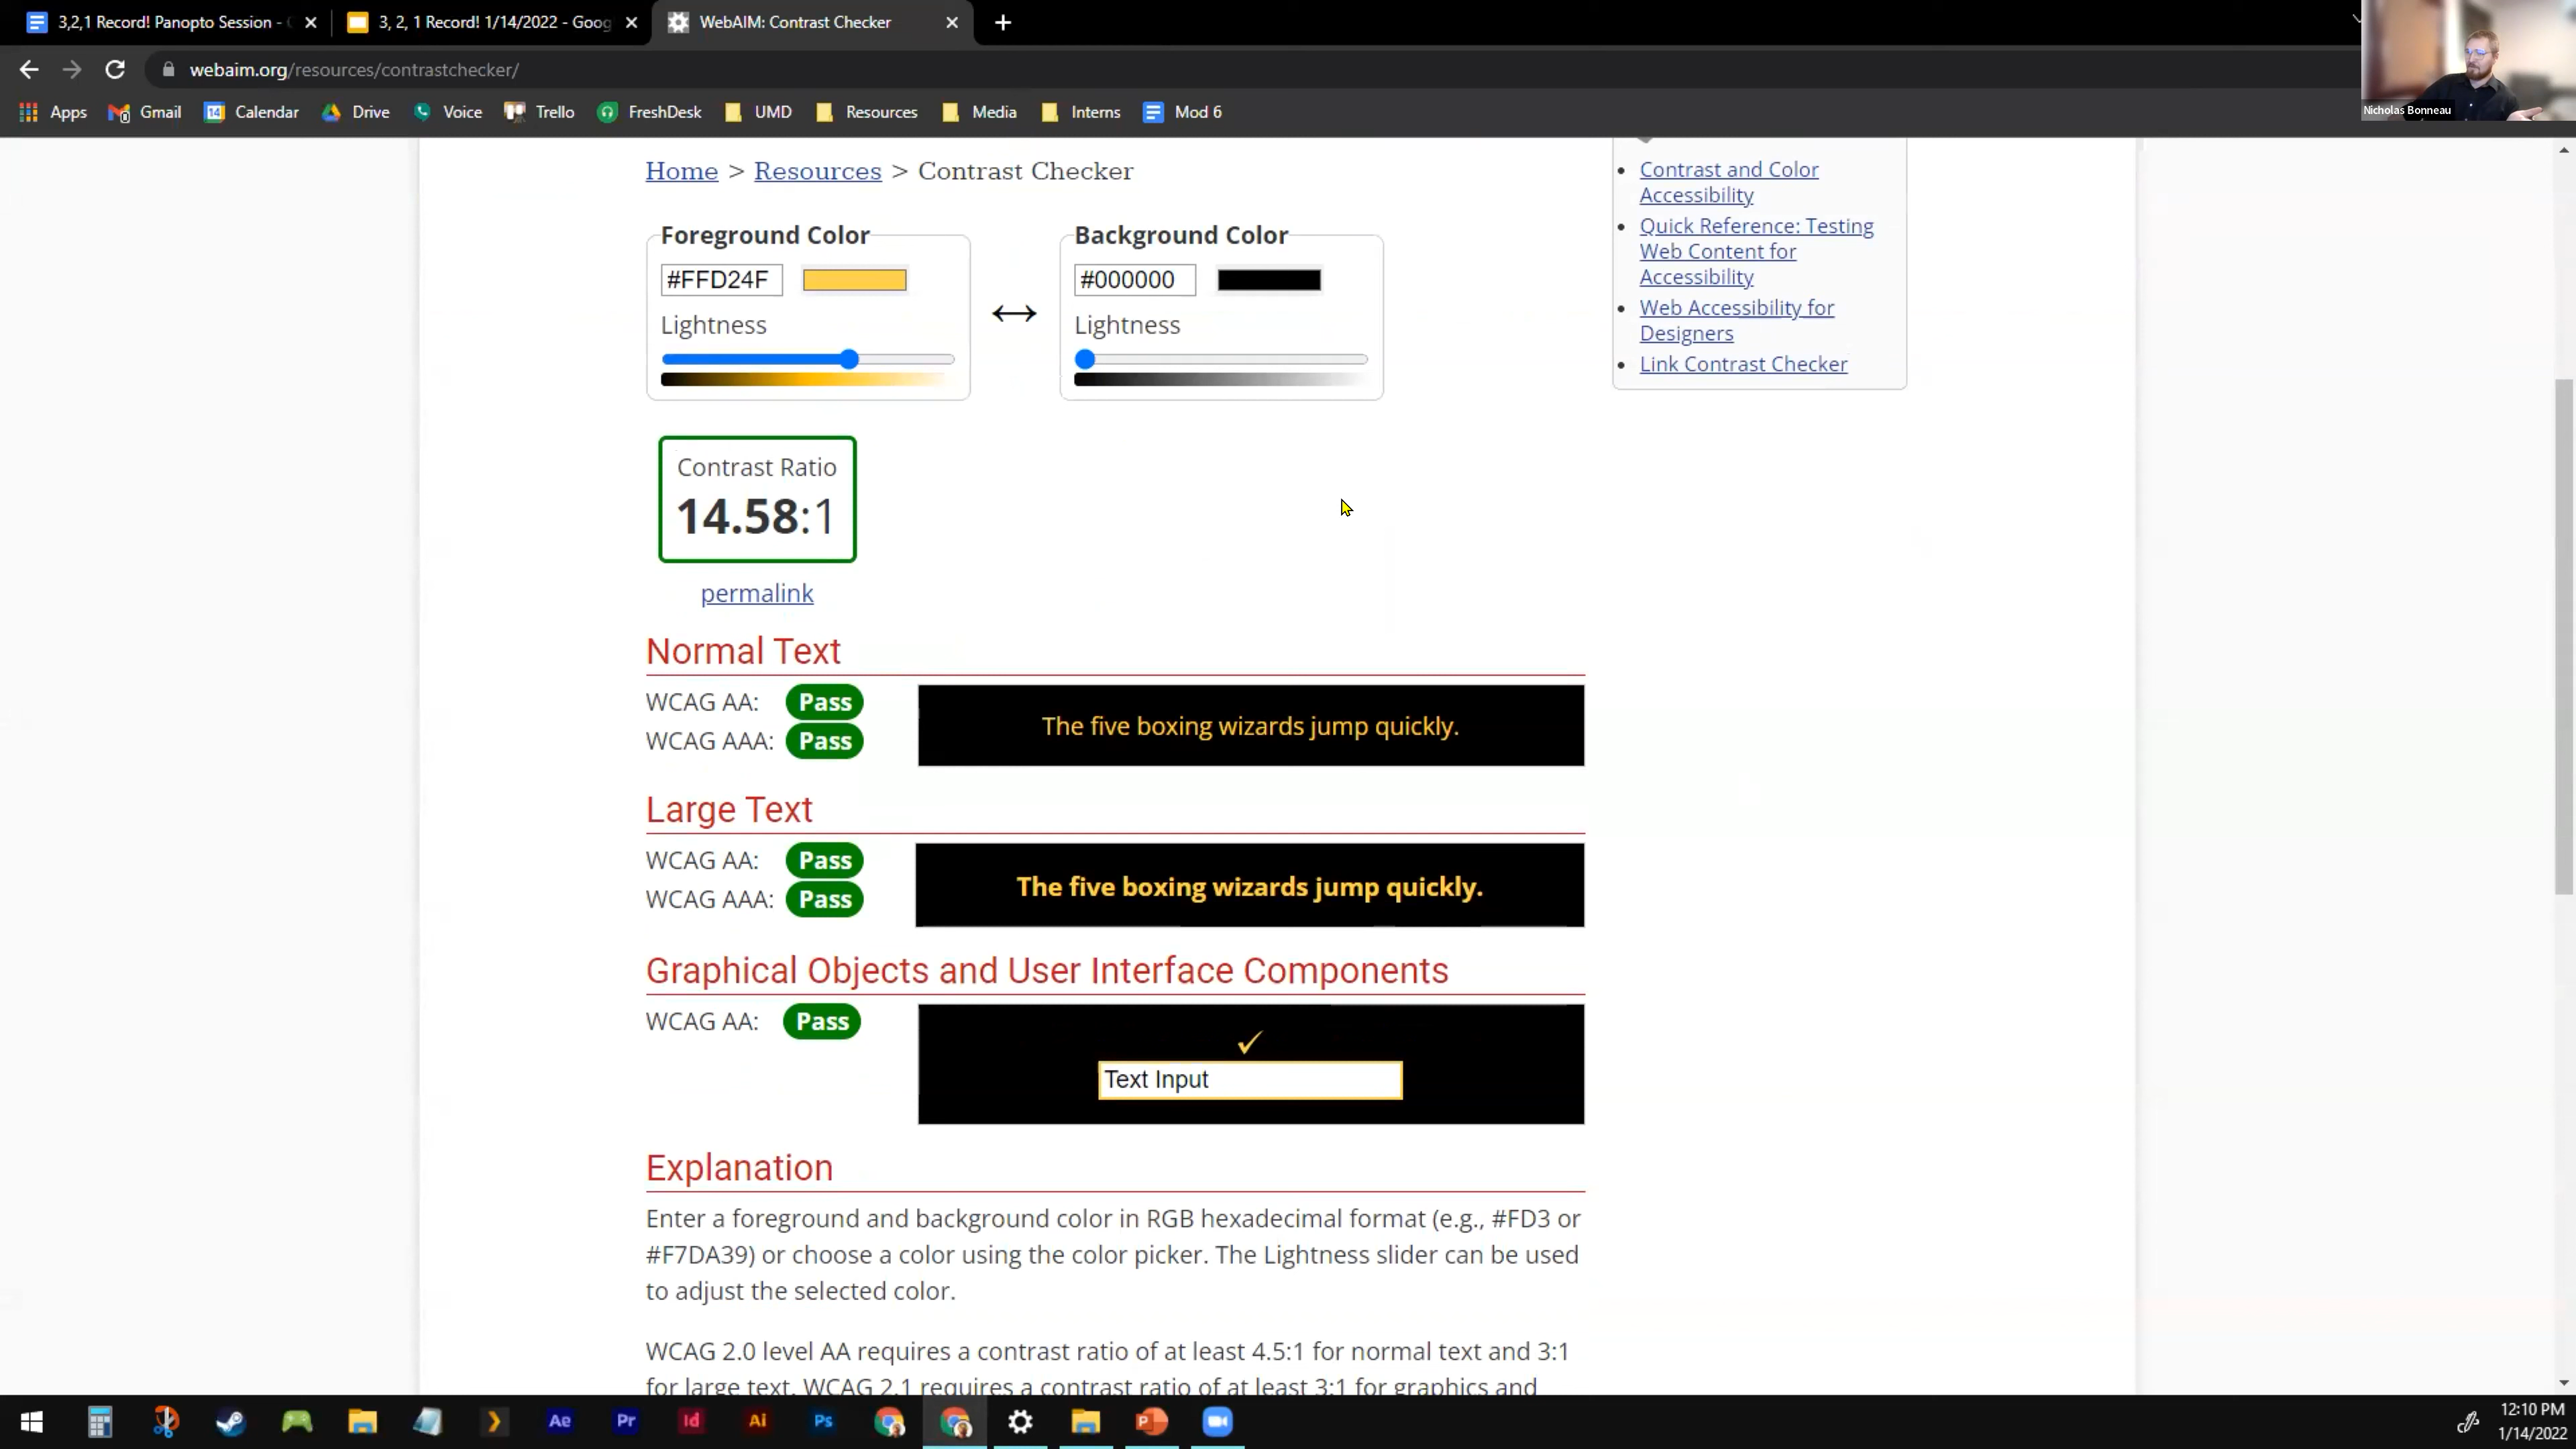 3,2,1 Record! Panopto Session -
3, 2, 1 Record! 1/14/2022 - Goog
WebAIM: Contrast Checker
webaim.org/resources/contrastchecker/
Nicholas Bonneau
Apps
Gmail
14
Calendar
Drive
Voice
Trello
FreshDesk
UMD
Resources
Media
Interns
Mod 6
Home > Resources > Contrast Checker
Contrast and Color
Accessibility
Quick Reference: Testing
Web Content for
Accessibility
Web Accessibility for
Designers
Link Contrast Checker
Foreground Color
#FFD24F
Lightness
Background Color
#000000
Lightness
Contrast Ratio
14.58:1
permalink
Normal Text
WCAG AA: Pass
WCAG AAA: Pass
The five boxing wizards jump quickly.
Large Text
WCAG AA: Pass
WCAG AAA: Pass
The five boxing wizards jump quickly.
Graphical Objects and User Interface Components
WCAG AA: Pass
✓
Text Input
Explanation
Enter a foreground and background color in RGB hexadecimal format (e.g., #FD3 or
#F7DA39) or choose a color using the color picker. The Lightness slider can be used
to adjust the selected color.
WCAG 2.0 level AA requires a contrast ratio of at least 4.5:1 for normal text and 3:1
for large text. WCAG 2.1 requires a contrast ratio of at least 3:1 for graphics and
Ae
Pr
Id
Ai
Ps
P
12:10 PM
1/14/2022